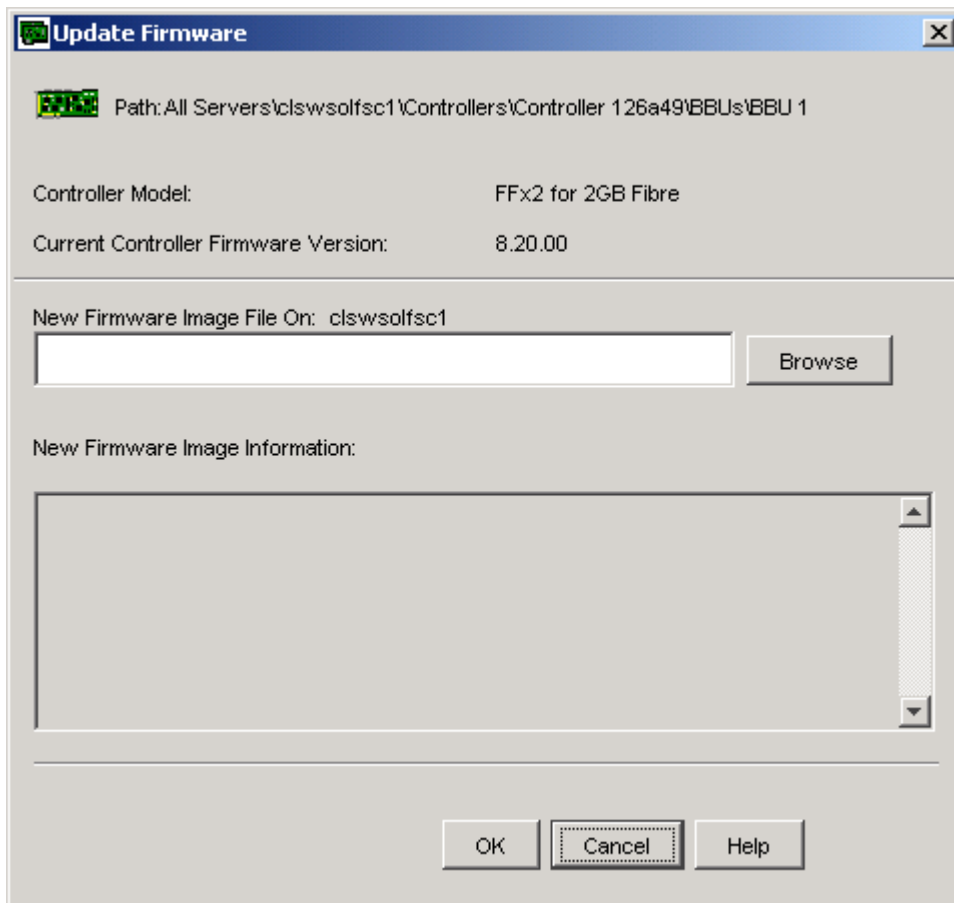 Update Firmware
Path:All Servers\clswsolfsc1\Controllers\Controller 126a49\BBUs\BBU 1
Controller Model: FFx2 for 2GB Fibre
Current Controller Firmware Version: 8.20.00
New Firmware Image File On: clswsolfsc1
Browse
New Firmware Image Information:
OK Cancel Help